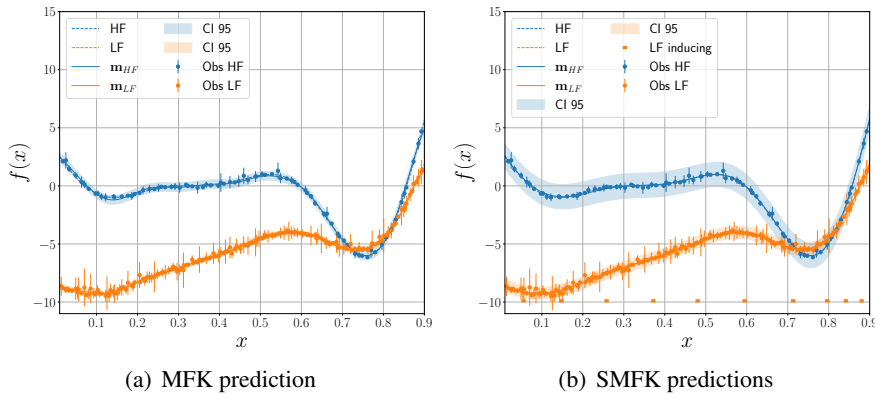 HF
LF
m_HF
m_LF
CI 95
CI 95
Obs HF
Obs LF
15
10
5
0
−5
−10
f(x)
0.1 0.2 0.3 0.4 0.5 0.6 0.7 0.8 0.9
x
(a) MFK prediction
HF
LF
m_HF
m_LF
CI 95
CI 95
LF inducing
Obs HF
Obs LF
15
10
5
0
−5
−10
f(x)
0.1 0.2 0.3 0.4 0.5 0.6 0.7 0.8 0.9
x
(b) SMFK predictions